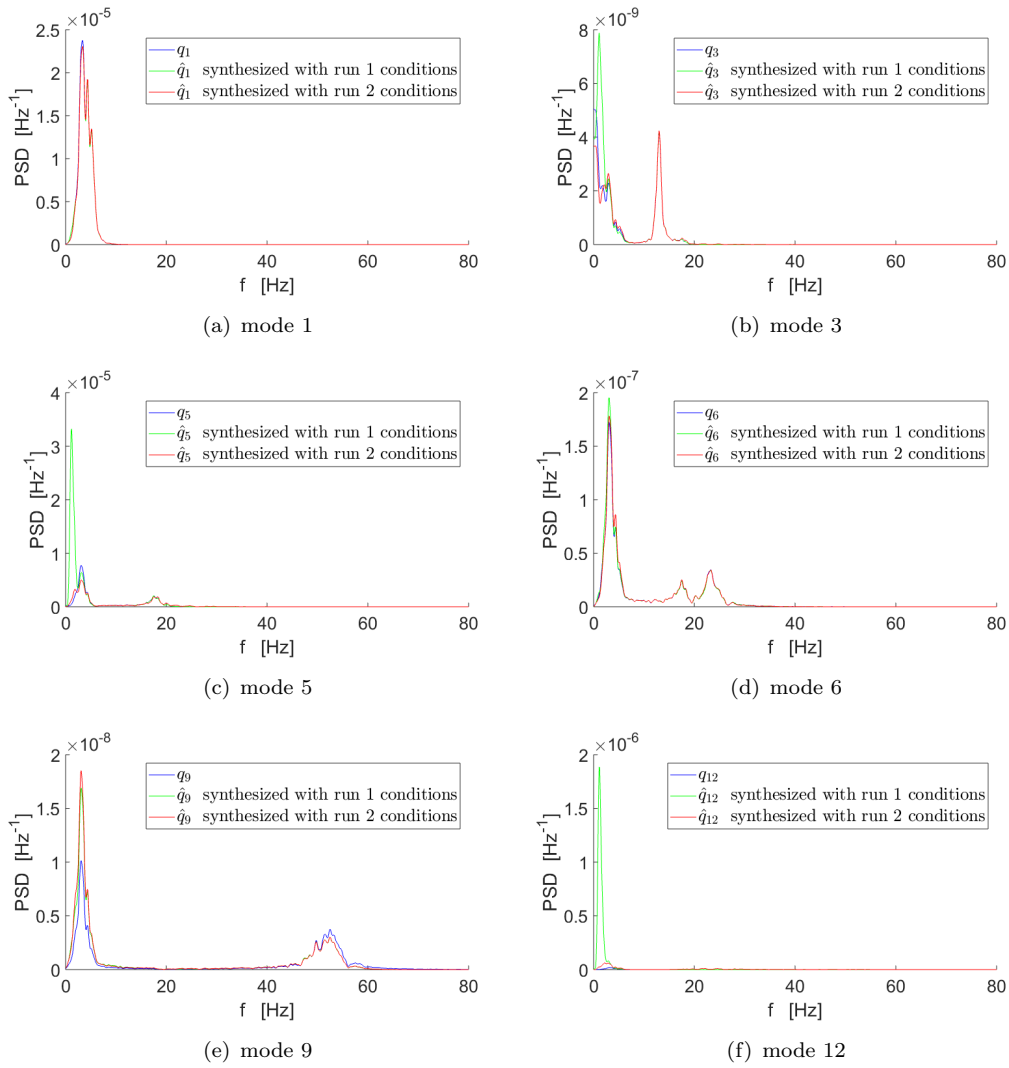 ×10⁻⁵
2.5
2
1.5
1
0.5
0
PSD [Hz⁻¹]
q₁
q̂₁ synthesized with run 1 conditions
q̂₁ synthesized with run 2 conditions
0 20 40 60 80
f [Hz]
(a) mode 1
×10⁻⁹
8
6
4
2
0
PSD [Hz⁻¹]
q₃
q̂₃ synthesized with run 1 conditions
q̂₃ synthesized with run 2 conditions
0 20 40 60 80
f [Hz]
(b) mode 3
×10⁻⁵
4
3
2
1
0
PSD [Hz⁻¹]
q₅
q̂₅ synthesized with run 1 conditions
q̂₅ synthesized with run 2 conditions
0 20 40 60 80
f [Hz]
(c) mode 5
×10⁻⁷
2
1.5
1
0.5
0
PSD [Hz⁻¹]
q₆
q̂₆ synthesized with run 1 conditions
q̂₆ synthesized with run 2 conditions
0 20 40 60 80
f [Hz]
(d) mode 6
×10⁻⁸
2
1.5
1
0.5
0
PSD [Hz⁻¹]
q₉
q̂₉ synthesized with run 1 conditions
q̂₉ synthesized with run 2 conditions
0 20 40 60 80
f [Hz]
(e) mode 9
×10⁻⁶
2
1.5
1
0.5
0
PSD [Hz⁻¹]
q₁₂
q̂₁₂ synthesized with run 1 conditions
q̂₁₂ synthesized with run 2 conditions
0 20 40 60 80
f [Hz]
(f) mode 12